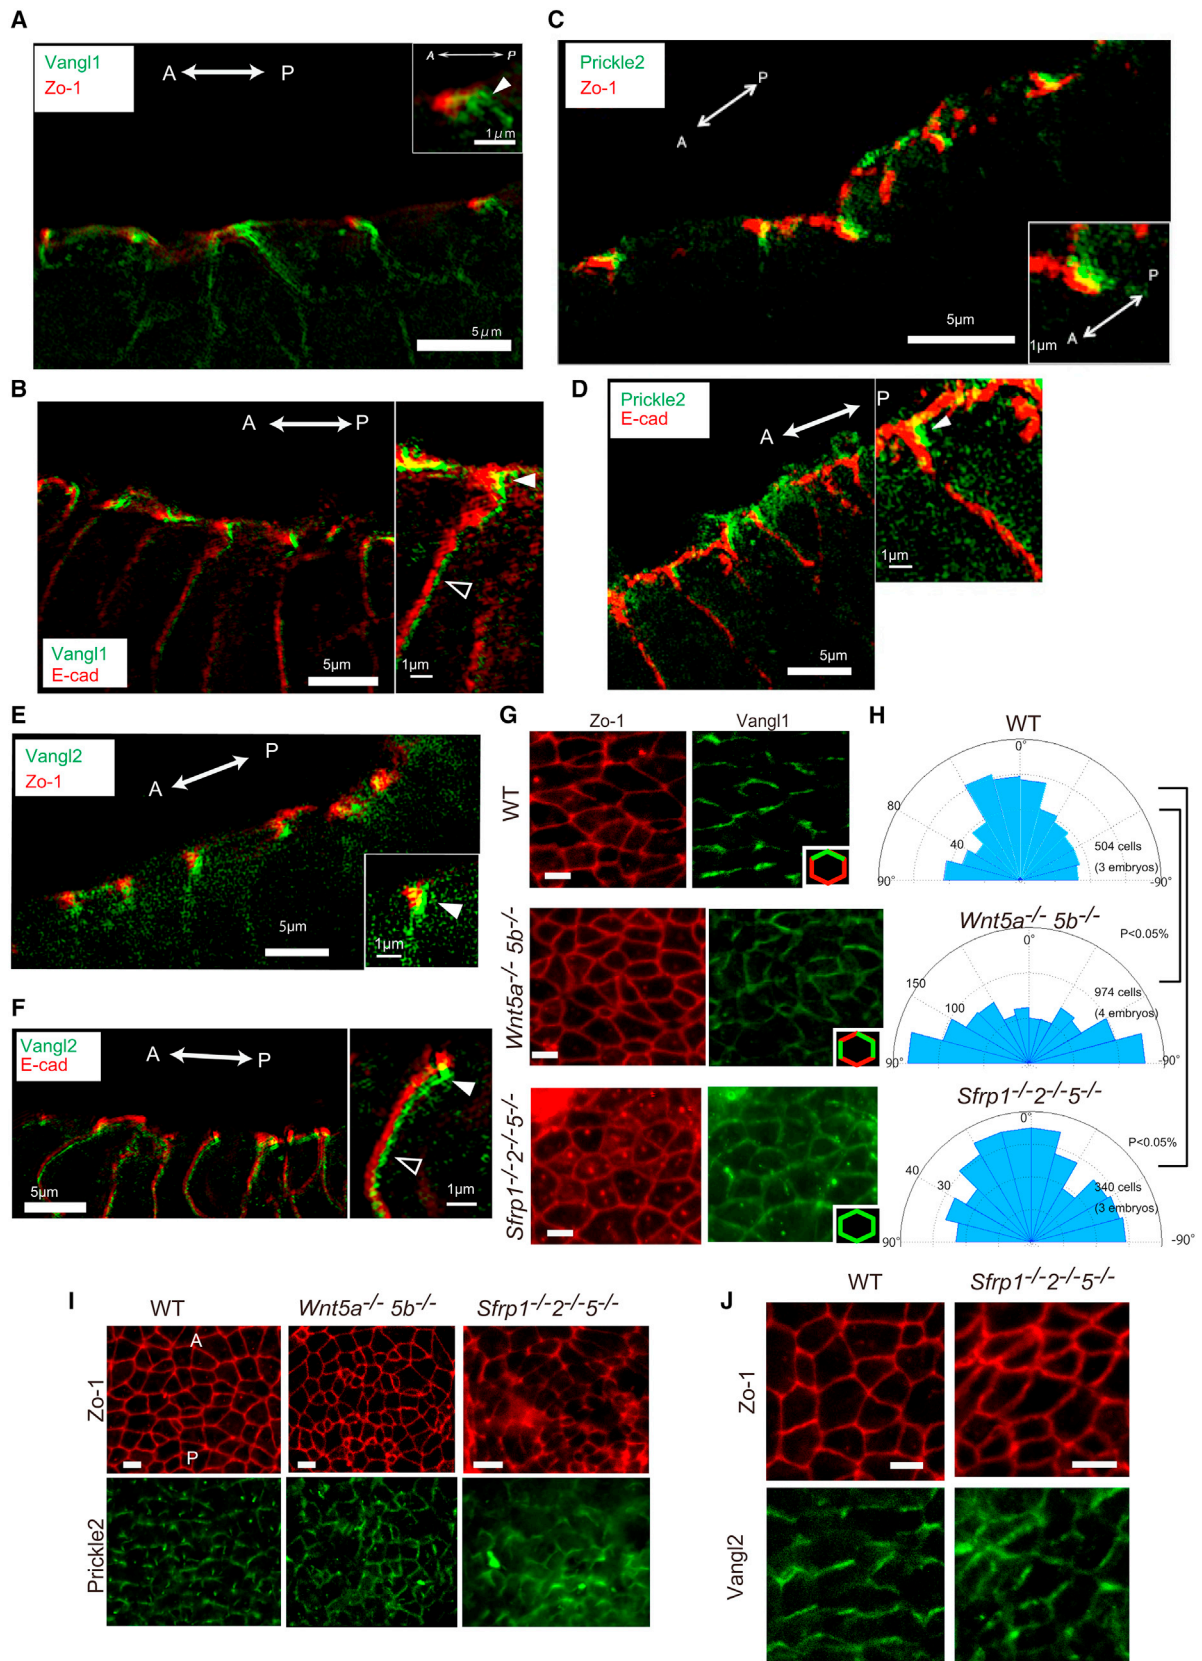 A
Vangl1
Zo-1
A P
A P
1μm
5μm
C
Prickle2
Zo-1
P
A
5μm
P
A
1μm
B
A P
Vangl1
E-cad
5μm
1μm
D
Prickle2
E-cad
P
A
5μm
1μm
E
Vangl2
Zo-1
P
A
5μm
1μm
F
Vangl2
E-cad
A P
5μm
1μm
G
Zo-1 Vangl1
WT
Wnt5a-/- 5b-/-
Sfrp1-/-2-/-5-/-
H
WT
0°
80
40
504 cells
(3 embryos)
90° -90°
Wnt5a-/- 5b-/-
P<0.05%
0°
150
100
974 cells
(4 embryos)
90° -90°
Sfrp1-/-2-/-5-/-
0°
P<0.05%
40
30
340 cells
(3 embryos)
90° -90°
I
WT Wnt5a-/- 5b-/- Sfrp1-/-2-/-5-/-
Zo-1
A
P
Prickle2
J
WT Sfrp1-/-2-/-5-/-
Zo-1
Vangl2